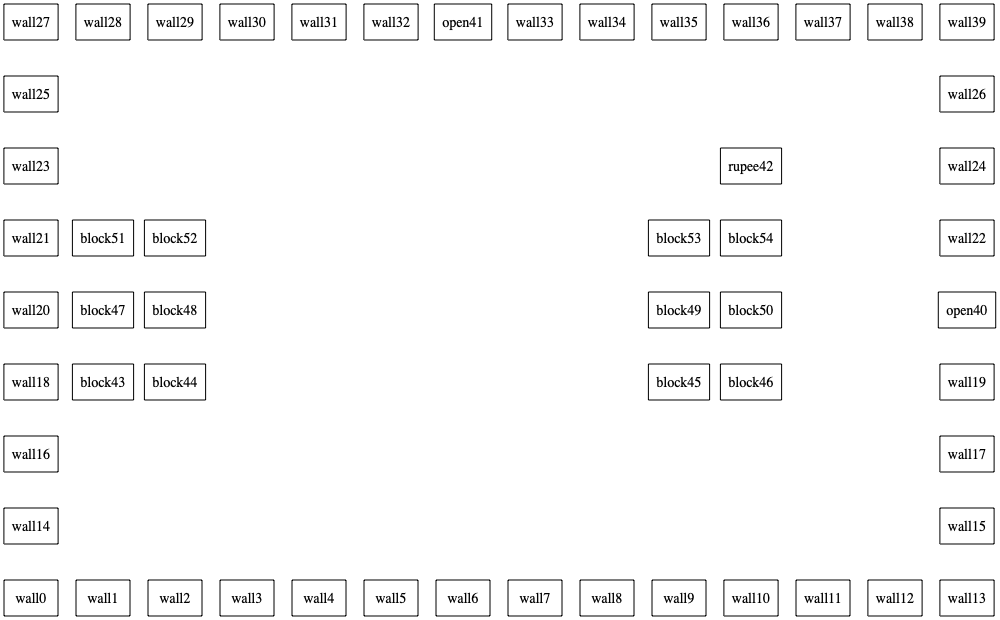 wall27 wall28 wall29 wall30 wall31 wall32 open41 wall33 wall34 wall35 wall36 wall37 wall38 wall39
wall25 wall26
wall23 rupee42 wall24
wall21 block51 block52 block53 block54 wall22
wall20 block47 block48 block49 block50 open40
wall18 block43 block44 block45 block46 wall19
wall16 wall17
wall14 wall15
wall0 wall1 wall2 wall3 wall4 wall5 wall6 wall7 wall8 wall9 wall10 wall11 wall12 wall13